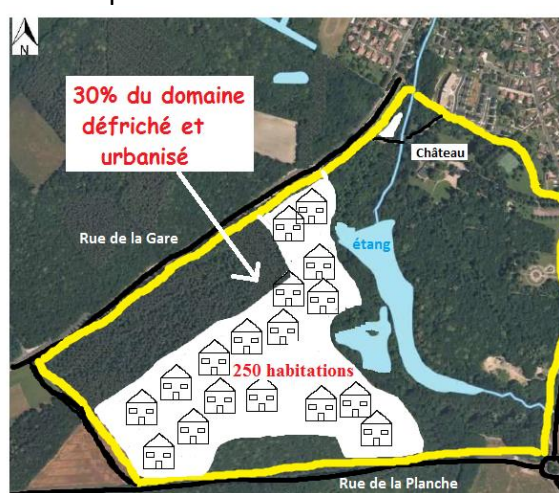 N
30% du domaine
défriché et
urbanisé
Château
Rue de la Gare
étang
250 habitations
Rue de la Planche